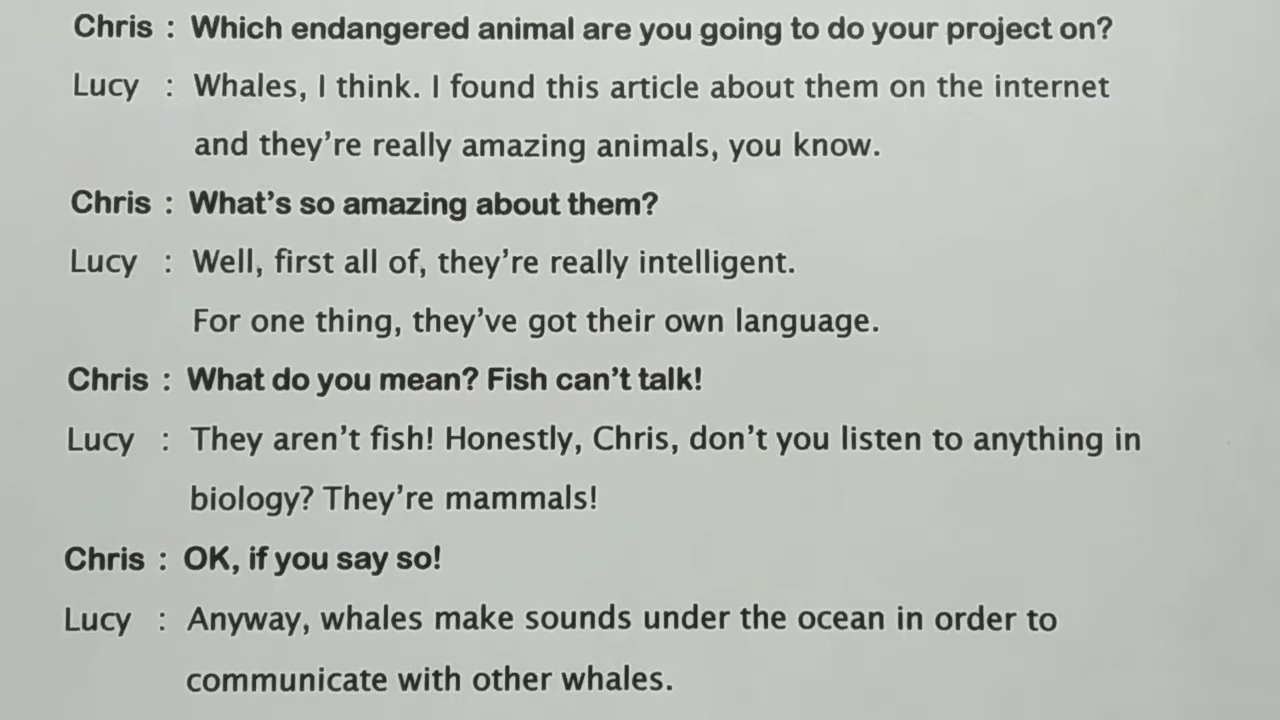 Chris : Which endangered animal are you going to do your project on?
Lucy : Whales, I think. I found this article about them on the internet
and they're really amazing animals, you know.
Chris : What's so amazing about them?
Lucy : Well, first all of, they're really intelligent.
For one thing, they've got their own language.
Chris : What do you mean? Fish can't talk!
Lucy : They aren't fish! Honestly, Chris, don't you listen to anything in
biology? They're mammals!
Chris : OK, if you say so!
Lucy : Anyway, whales make sounds under the ocean in order to
communicate with other whales.